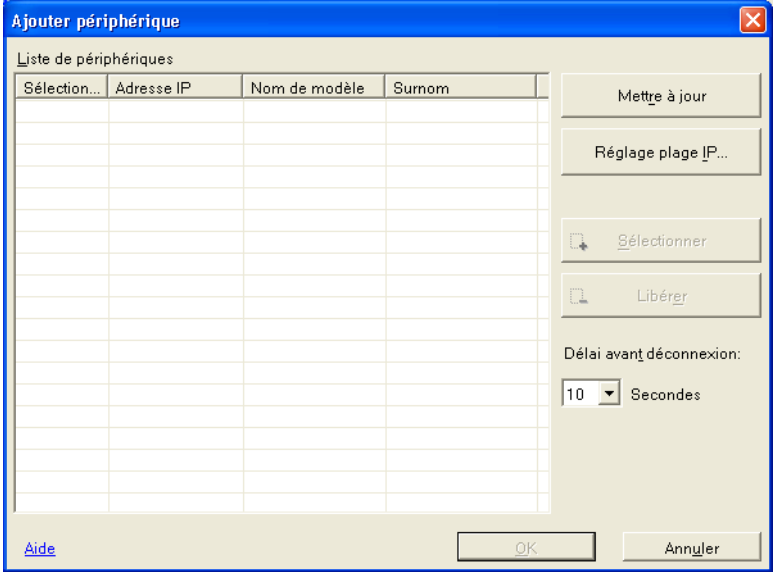 Ajouter périphérique
Liste de périphériques
Sélection... Adresse IP Nom de modèle Surnom
Mettre à jour
Réglage plage IP...
Sélectionner
Libérer
Délai avant déconnexion:
10 Secondes
Aide OK Annuler